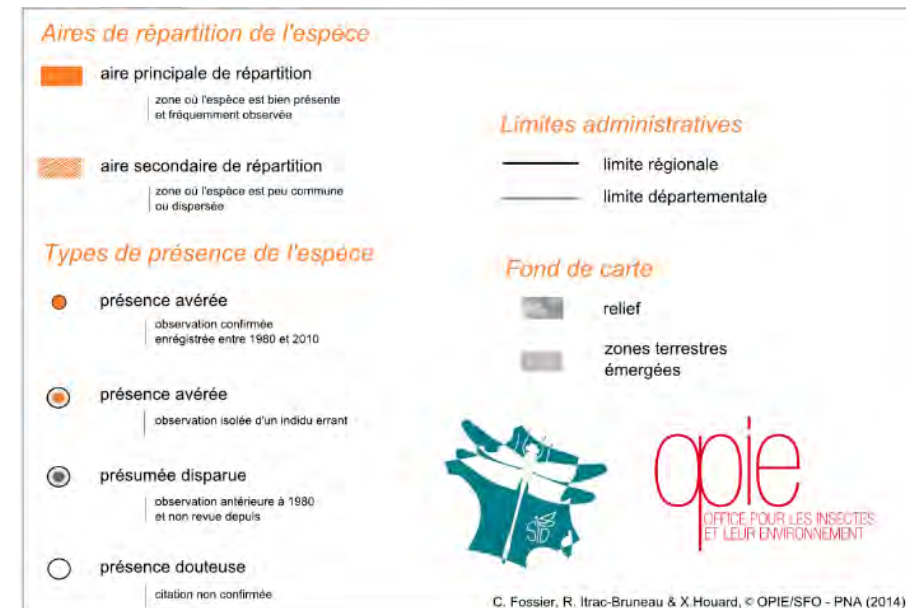 Aires de répartition de l'espèce
aire principale de répartition
zone où l'espèce est bien présente
et fréquemment observée
aire secondaire de répartition
zone où l'espèce est peu commune
ou dispersée
Types de présence de l'espèce
présence avérée
observation confirmée
enrégistrée entre 1980 et 2010
présence avérée
observation isolée d'un indidu errant
présumée disparue
observation antérieure à 1980
et non revue depuis
présence douteuse
citation non confirmée
Limites administratives
limite régionale
limite départementale
Fond de carte
relief
zones terrestres
émergées
opie
OFFICE POUR LES INSECTES
ET LEUR ENVIRONNEMENT
C. Fossier, R. Itrac-Bruneau & X.Houard, © OPIE/SFO - PNA (2014)